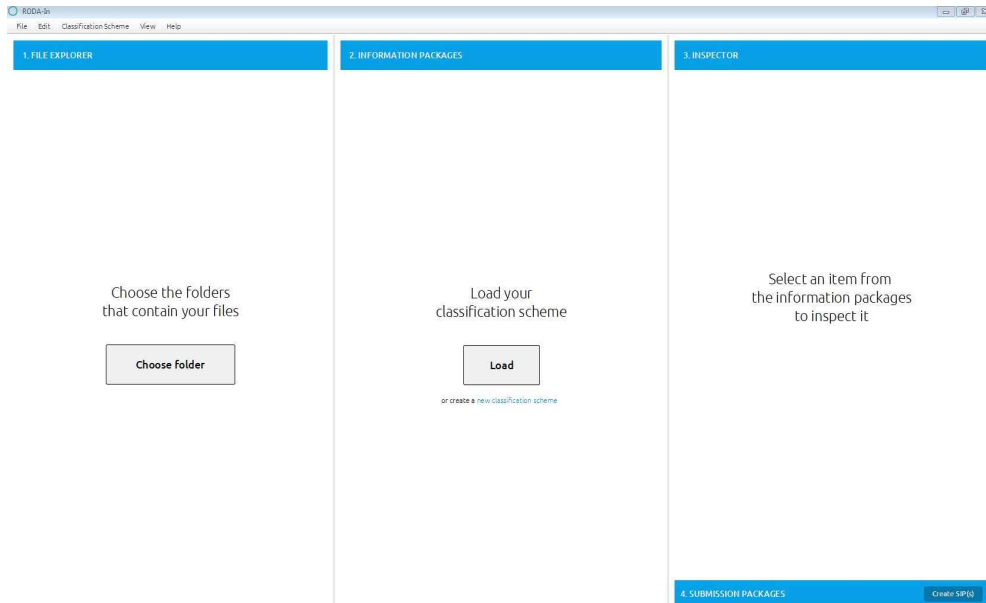 RODA-In
File Edit Classification Scheme View Help
1. FILE EXPLORER
Choose the folders
that contain your files
Choose folder
2. INFORMATION PACKAGES
Load your
classification scheme
Load
or create a new classification scheme
3. INSPECTOR
Select an item from
the information packages
to inspect it
4. SUBMISSION PACKAGES
Create SIP(s)